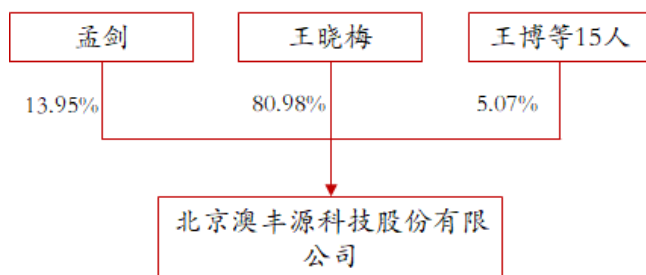 孟剑
王晓梅
王博等15人
13.95%
80.98%
5.07%
北京澳丰源科技股份有限
公司